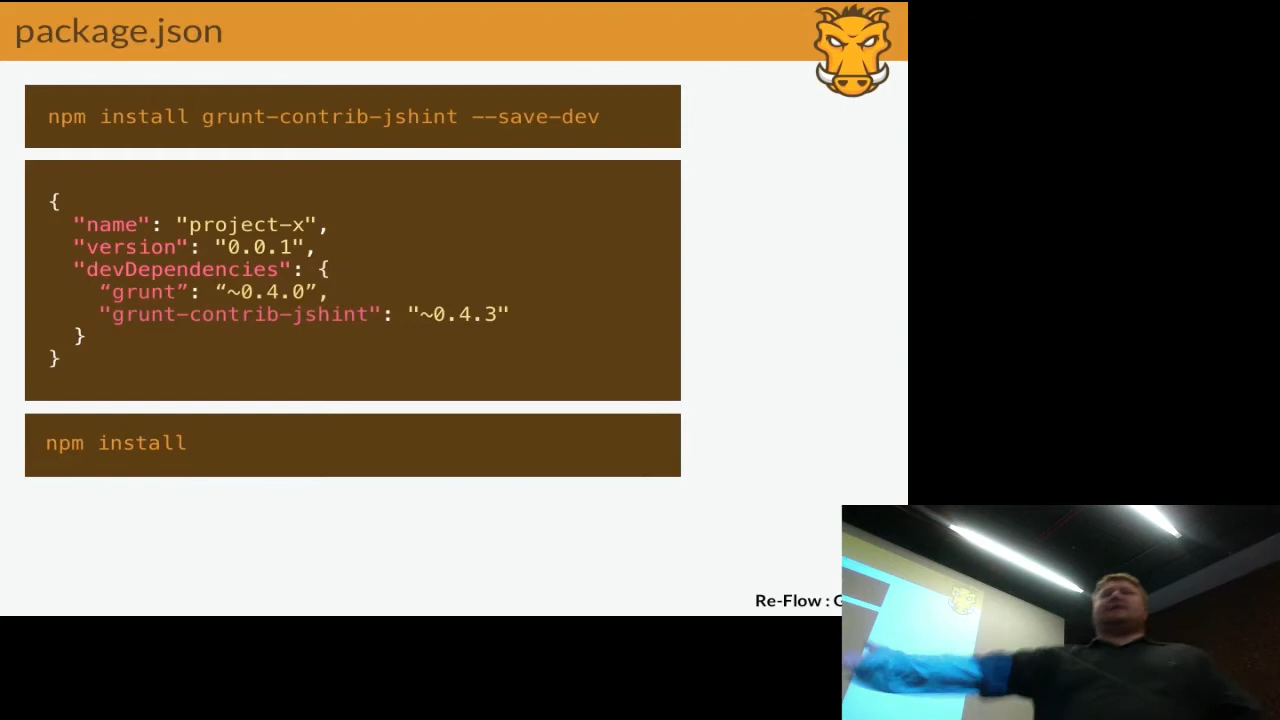 package.json
npm install grunt-contrib-jshint --save-dev
{
"name": "project-x",
"version": "0.0.1",
"devDependencies": {
“grunt”: “~0.4.0”,
"grunt-contrib-jshint": "~0.4.3"
}
}
npm install
Re-Flow : G